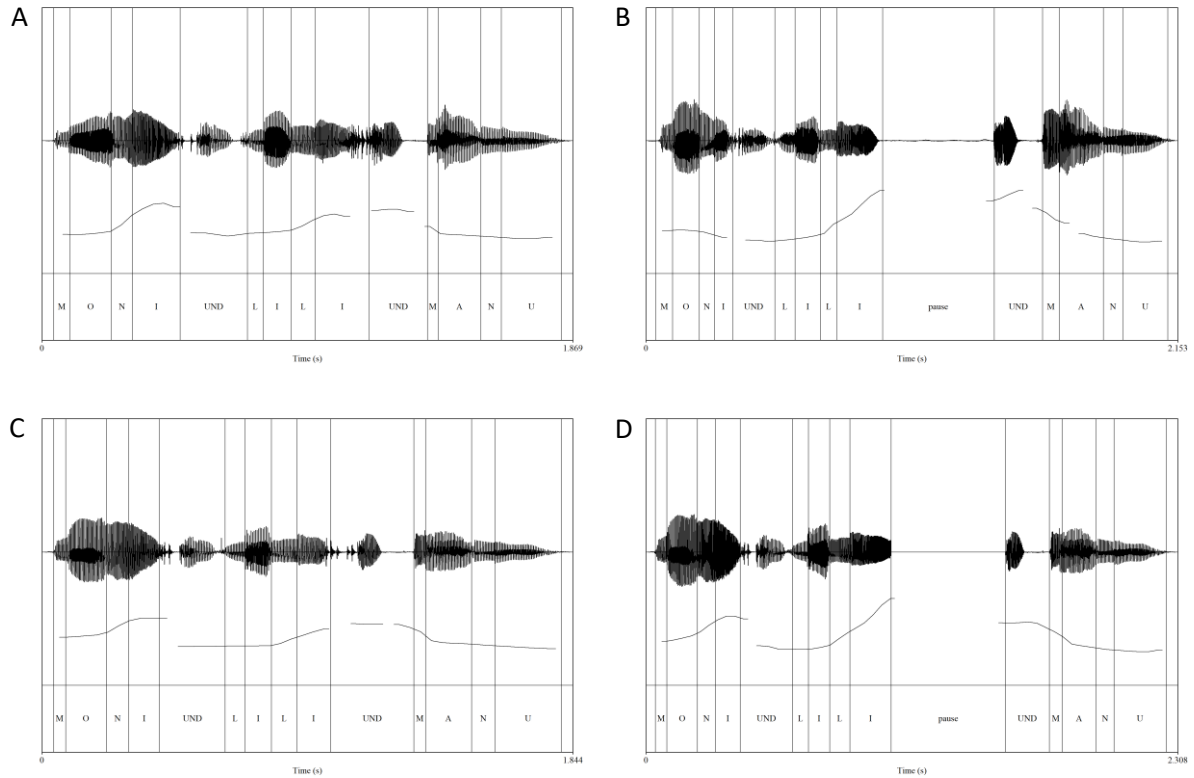 A
M O N I UND L I L I UND M A N U
0 1.869
Time (s)
B
M O N I UND L I L I pause UND M A N U
0 2.153
Time (s)
C
M O N I UND L I L I UND M A N U
0 1.844
Time (s)
D
M O N I UND L I L I pause UND M A N U
0 2.308
Time (s)